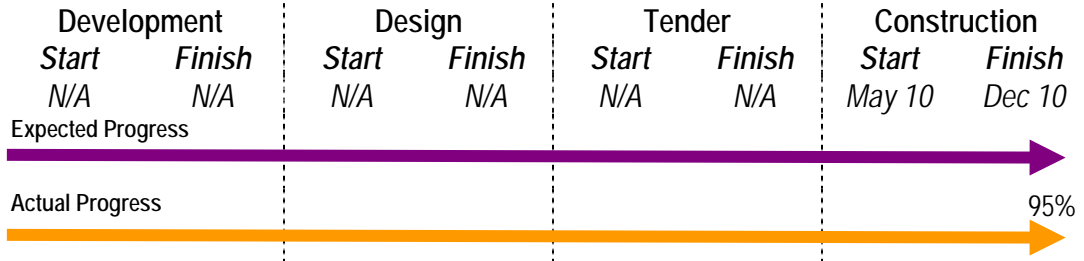 Development Design Tender Construction
Start Finish Start Finish Start Finish Start Finish
N/A N/A N/A N/A N/A N/A May 10 Dec 10
Expected Progress
Actual Progress 95%